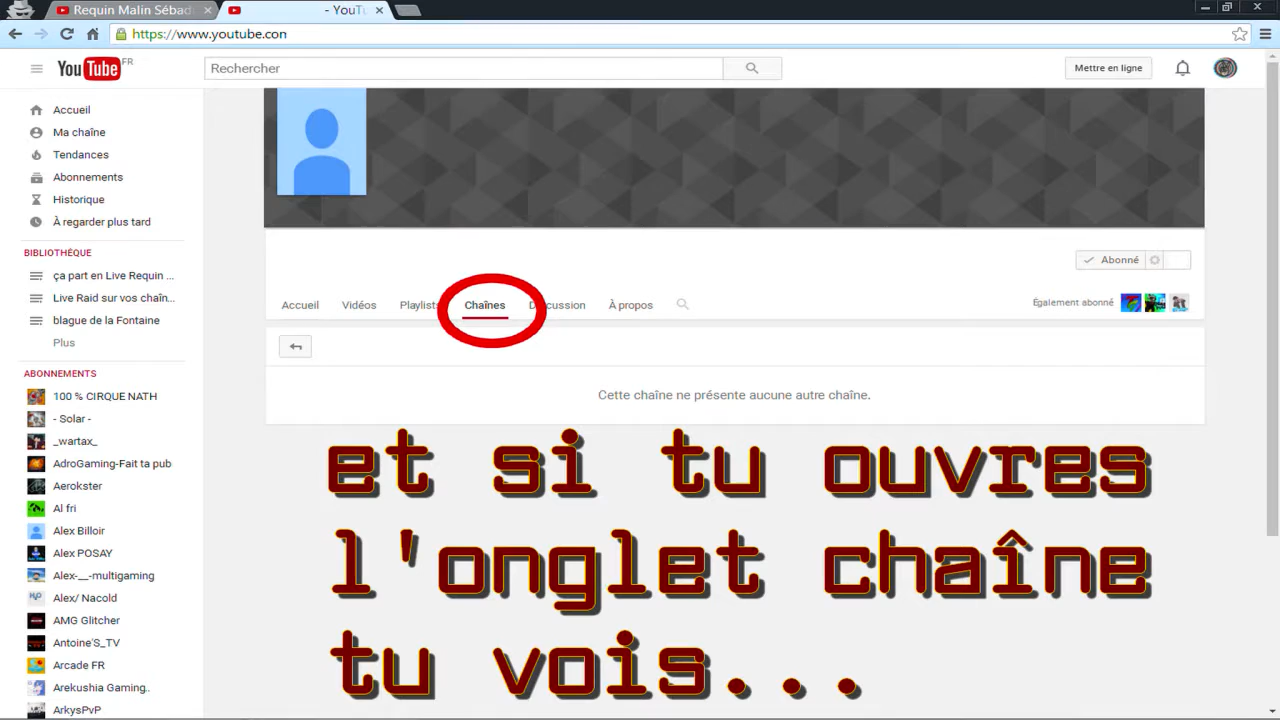 Requin Malin Sébad
- YouTu
https://www.youtube.con
YouTube FR
Rechercher
Mettre en ligne
Accueil
Ma chaîne
Tendances
Abonnements
Historique
À regarder plus tard
BIBLIOTHÈQUE
ça part en Live Requin ...
Live Raid sur vos chaîn...
blague de la Fontaine
Plus
ABONNEMENTS
100 % CIRQUE NATH
- Solar -
_wartax_
AdroGaming-Fait ta pub
Aerokster
Al fri
Alex Billoir
Alex POSAY
Alex-__-multigaming
Alex/ Nacold
AMG Glitcher
Antoine'S_TV
Arcade FR
Arekushia Gaming..
ArkysPvP
Abonné
Accueil Vidéos Playlists Chaînes Discussion À propos
Également abonné
Cette chaîne ne présente aucune autre chaîne.
et si tu ouvres
l'onglet chaîne
tu vois...